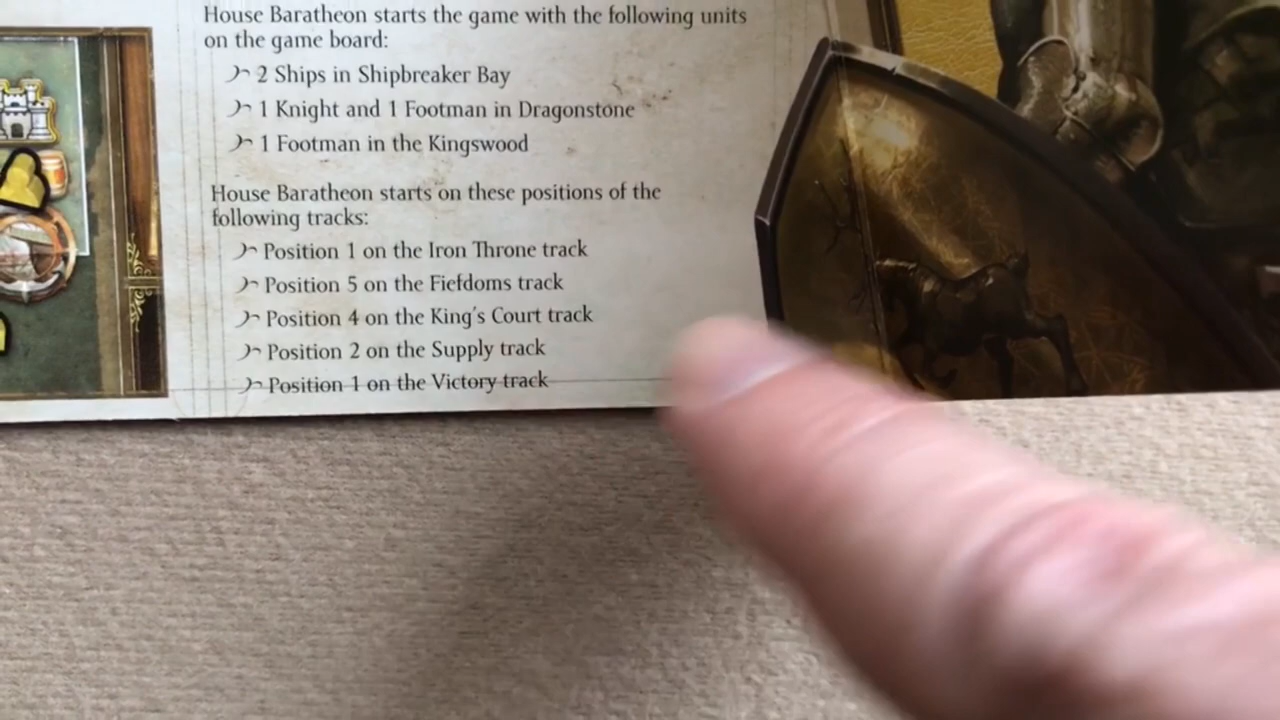 House Baratheon starts the game with the following units
on the game board:
2 Ships in Shipbreaker Bay
1 Knight and 1 Footman in Dragonstone
1 Footman in the Kingswood
House Baratheon starts on these positions of the
following tracks:
Position 1 on the Iron Throne track
Position 5 on the Fiefdoms track
Position 4 on the King's Court track
Position 2 on the Supply track
Position 1 on the Victory track